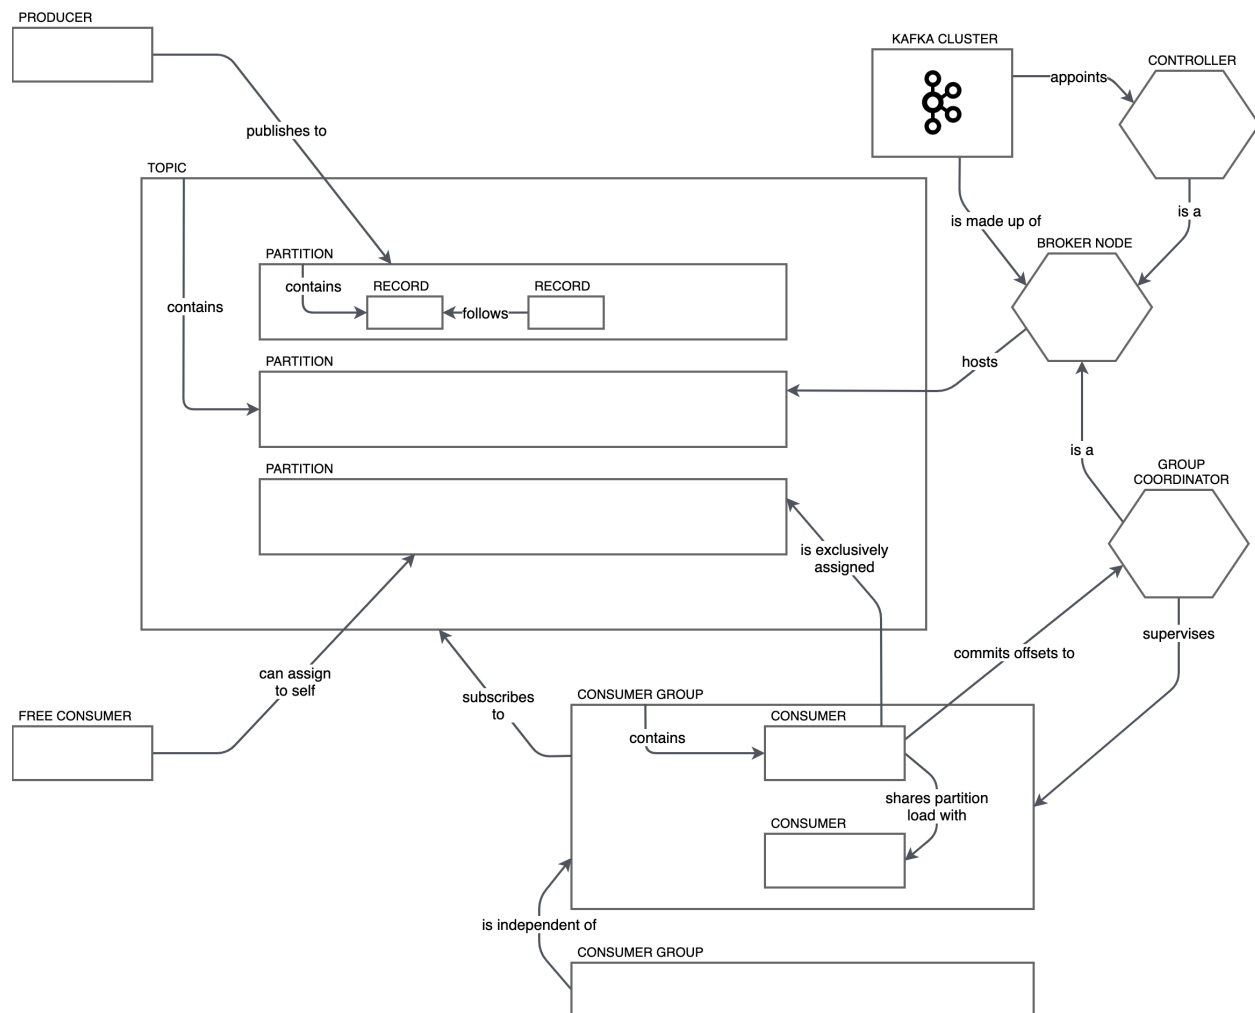 PRODUCER
KAFKA CLUSTER
CONTROLLER
appoints
publishes to
TOPIC
is a
is made up of
BROKER NODE
PARTITION
contains
RECORD
RECORD
follows
contains
PARTITION
hosts
is a
PARTITION
GROUP
COORDINATOR
is exclusively
assigned
supervises
commits offsets to
can assign
to self
subscribes
to
CONSUMER GROUP
FREE CONSUMER
CONSUMER
contains
shares partition
load with
CONSUMER
is independent of
CONSUMER GROUP